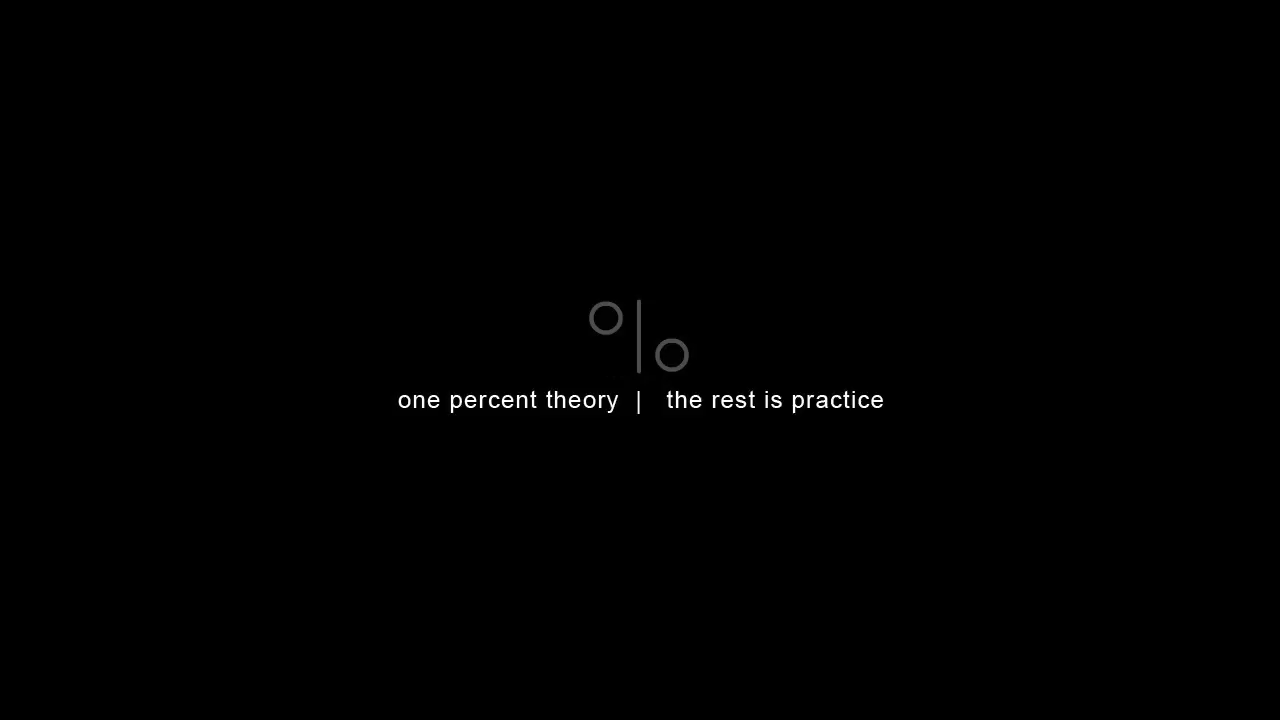 %
one percent theory | the rest is practice